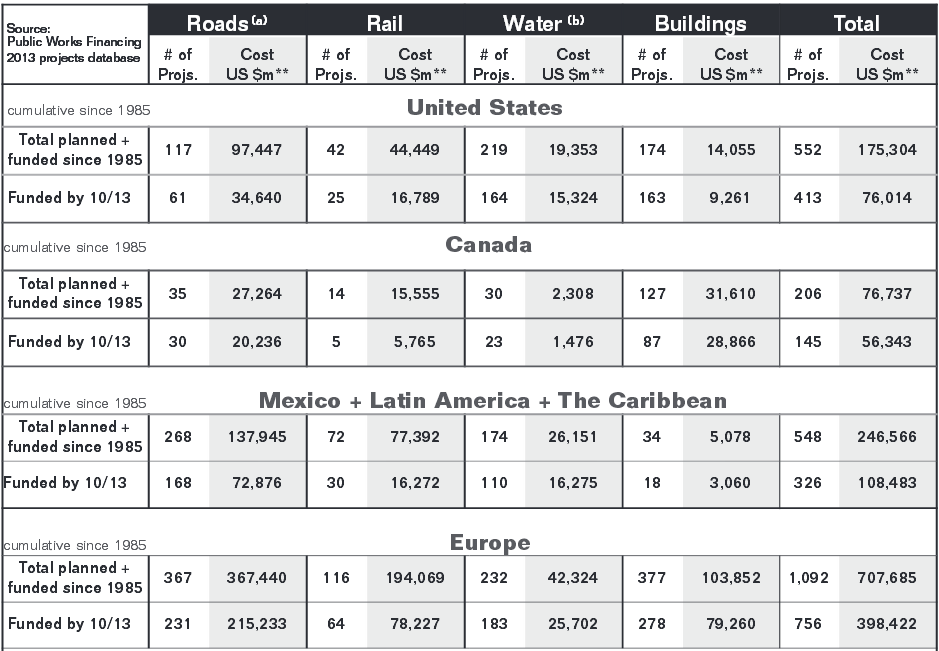 Source:
Public Works Financing
2013 projects database
Roads (a) Rail Water (b) Buildings Total
# of Projs. Cost US $m** # of Projs. Cost US $m** # of Projs. Cost US $m** # of Projs. Cost US $m** # of Projs. Cost US $m**
cumulative since 1985 United States
Total planned + funded since 1985 117 97,447 42 44,449 219 19,353 174 14,055 552 175,304
Funded by 10/13 61 34,640 25 16,789 164 15,324 163 9,261 413 76,014
cumulative since 1985 Canada
Total planned + funded since 1985 35 27,264 14 15,555 30 2,308 127 31,610 206 76,737
Funded by 10/13 30 20,236 5 5,765 23 1,476 87 28,866 145 56,343
cumulative since 1985 Mexico + Latin America + The Caribbean
Total planned + funded since 1985 268 137,945 72 77,392 174 26,151 34 5,078 548 246,566
Funded by 10/13 168 72,876 30 16,272 110 16,275 18 3,060 326 108,483
cumulative since 1985 Europe
Total planned + funded since 1985 367 367,440 116 194,069 232 42,324 377 103,852 1,092 707,685
Funded by 10/13 231 215,233 64 78,227 183 25,702 278 79,260 756 398,422